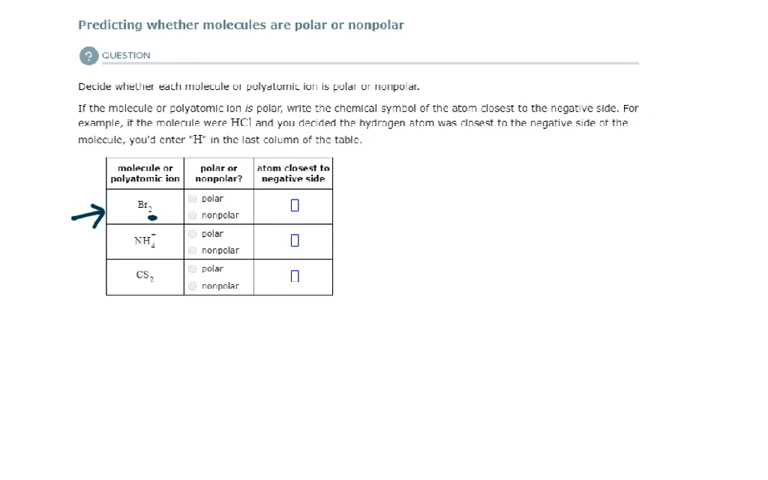 Predicting whether molecules are polar or nonpolar
? QUESTION
Decide whether each molecule or polyatomic ion is polar or nonpolar.
If the molecule or polyatomic ion is polar, write the chemical symbol of the atom closest to the negative side. For
example, if the molecule were HCl and you decided the hydrogen atom was closest to the negative side of the
molecule, you'd enter "H" in the last column of the table.
molecule or polyatomic ion
polar or nonpolar?
atom closest to negative side
Br₂
polar
nonpolar
NH₄⁺
polar
nonpolar
CS₂
polar
nonpolar